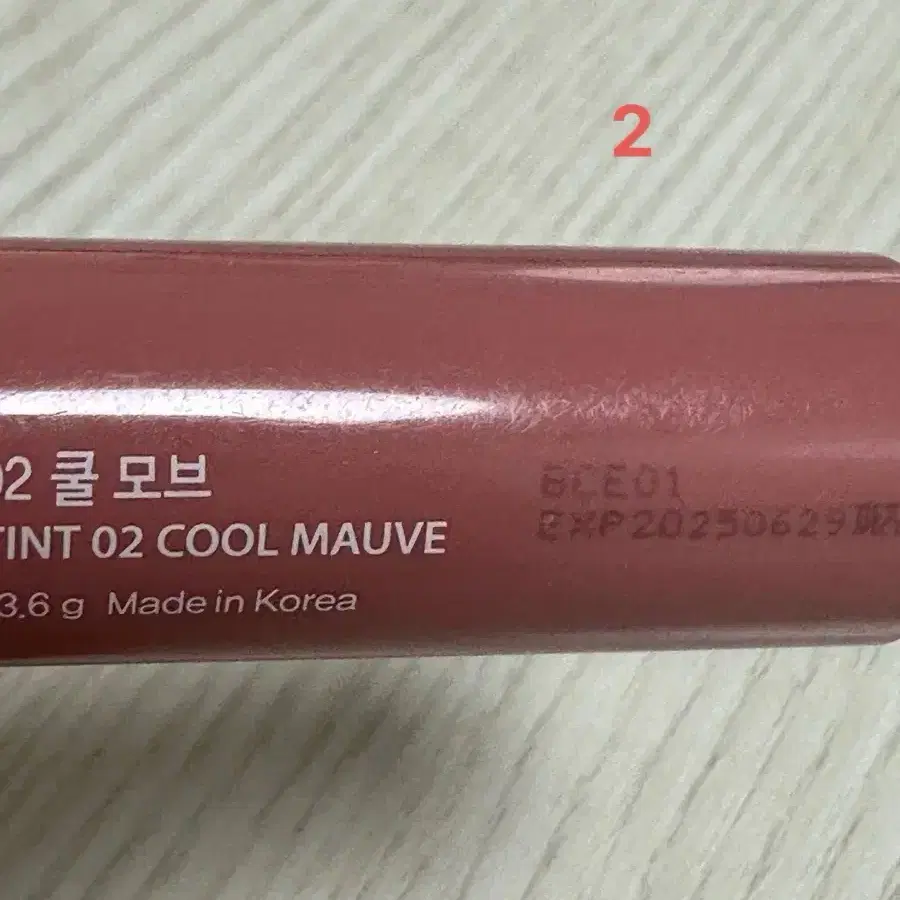 2
02 쿨 모브
TINT 02 COOL MAUVE
3.6 g Made in Korea
BCE01
EXP20250629